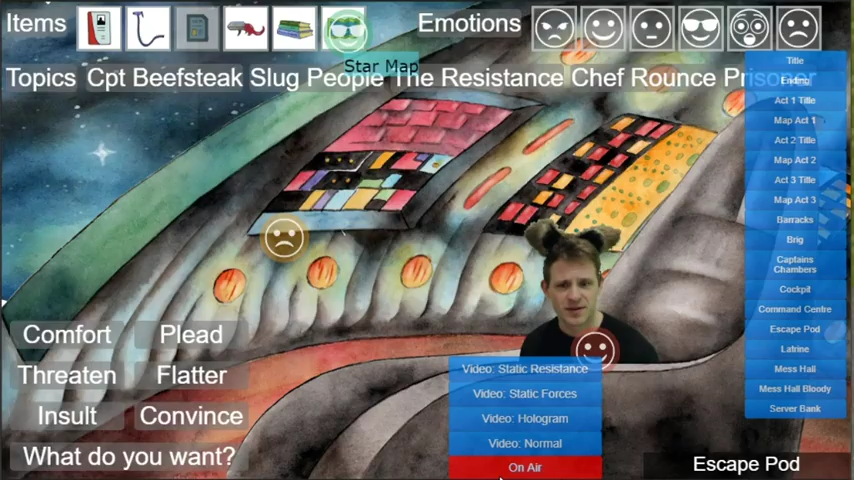 Items
Emotions
Star Map
Topics Cpt Beefsteak Slug People The Resistance Chef Rounce Prisoner
Title
Ending
Act 1 Title
Map Act 1
Act 2 Title
Map Act 2
Act 3 Title
Map Act 3
Barracks
Brig
Captains
Chambers
Cockpit
Command Centre
Escape Pod
Latrine
Mess Hall
Mess Hall Bloody
Server Bank
Comfort Plead
Threaten Flatter
Insult Convince
What do you want?
Video: Static Resistance
Video: Static Forces
Video: Hologram
Video: Normal
On Air
Escape Pod